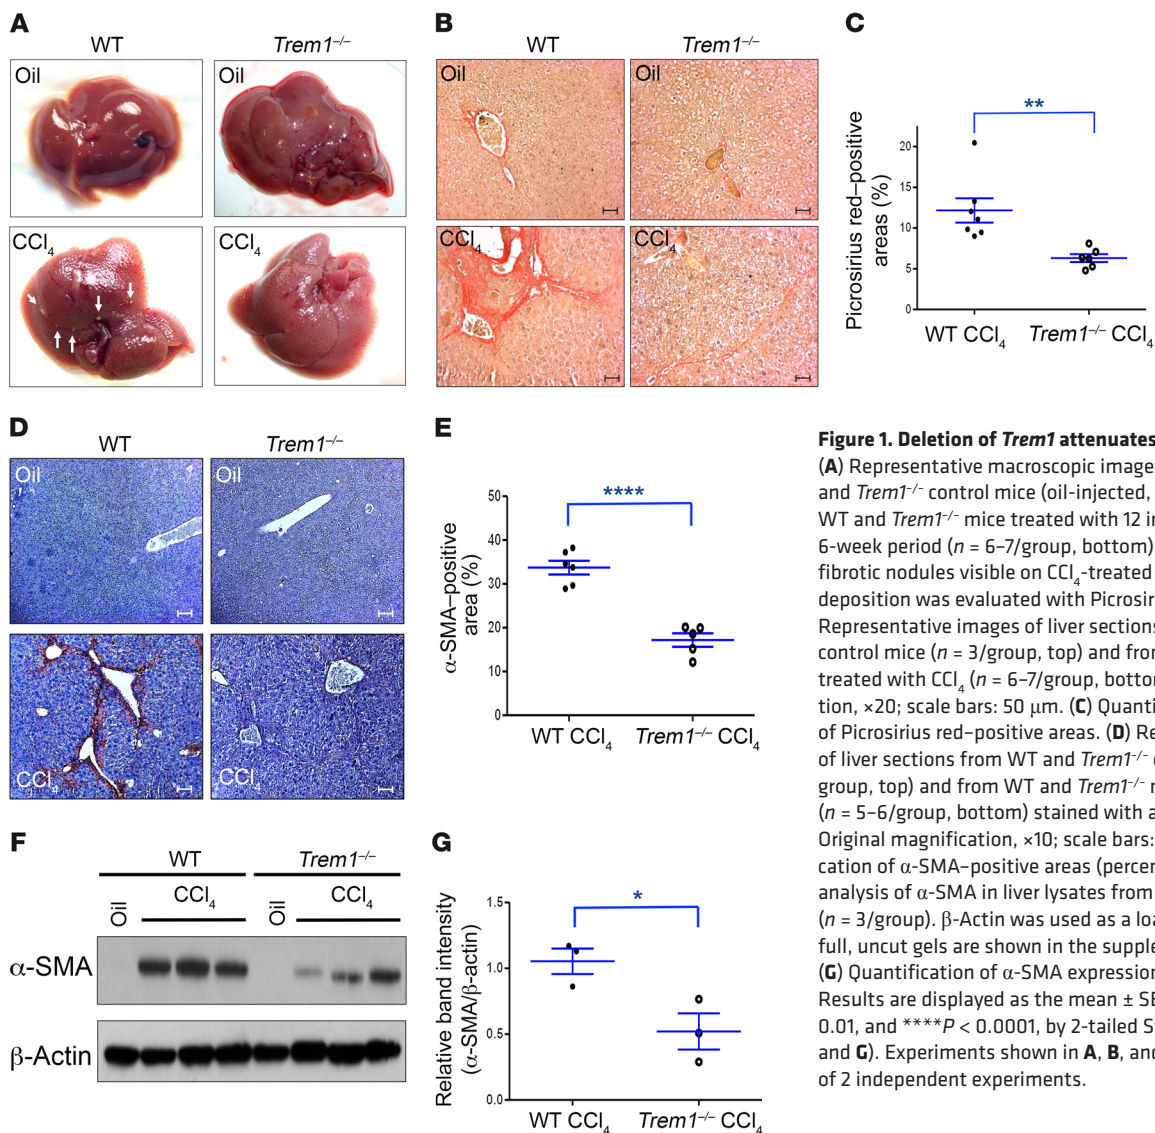 A
WT
Trem1–/–
Oil
Oil
CCl4
CCl4
B
WT
Trem1–/–
Oil
Oil
CCl4
CCl4
C
**
Picrosirius red–positive
areas (%)
20
15
10
5
0
WT CCl4
Trem1–/– CCl4
D
WT
Trem1–/–
Oil
Oil
CCl4
CCl4
E
****
α-SMA–positive
area (%)
50
40
30
20
10
0
WT CCl4
Trem1–/– CCl4
F
WT
Trem1–/–
Oil
CCl4
Oil
CCl4
α-SMA
β-Actin
G
*
Relative band intensity
(α-SMA/β-actin)
1.5
1.0
0.5
0.0
WT CCl4
Trem1–/– CCl4
Figure 1. Deletion of Trem1 attenuates
(A) Representative macroscopic image
and Trem1–/– control mice (oil-injected,
WT and Trem1–/– mice treated with 12 in
6-week period (n = 6–7/group, bottom)
fibrotic nodules visible on CCl4-treated
deposition was evaluated with Picrosir
Representative images of liver sections
control mice (n = 3/group, top) and from
treated with CCl4 (n = 6–7/group, bottom
tion, ×20; scale bars: 50 μm. (C) Quanti
of Picrosirius red–positive areas. (D) Re
of liver sections from WT and Trem1–/– 
group, top) and from WT and Trem1–/– 
(n = 5–6/group, bottom) stained with a
Original magnification, ×10; scale bars:
cation of α-SMA–positive areas (percen
analysis of α-SMA in liver lysates from
(n = 3/group). β-Actin was used as a loa
full, uncut gels are shown in the supple
(G) Quantification of α-SMA expression
Results are displayed as the mean ± SE
0.01, and ****P < 0.0001, by 2-tailed S
and G). Experiments shown in A, B, and
of 2 independent experiments.